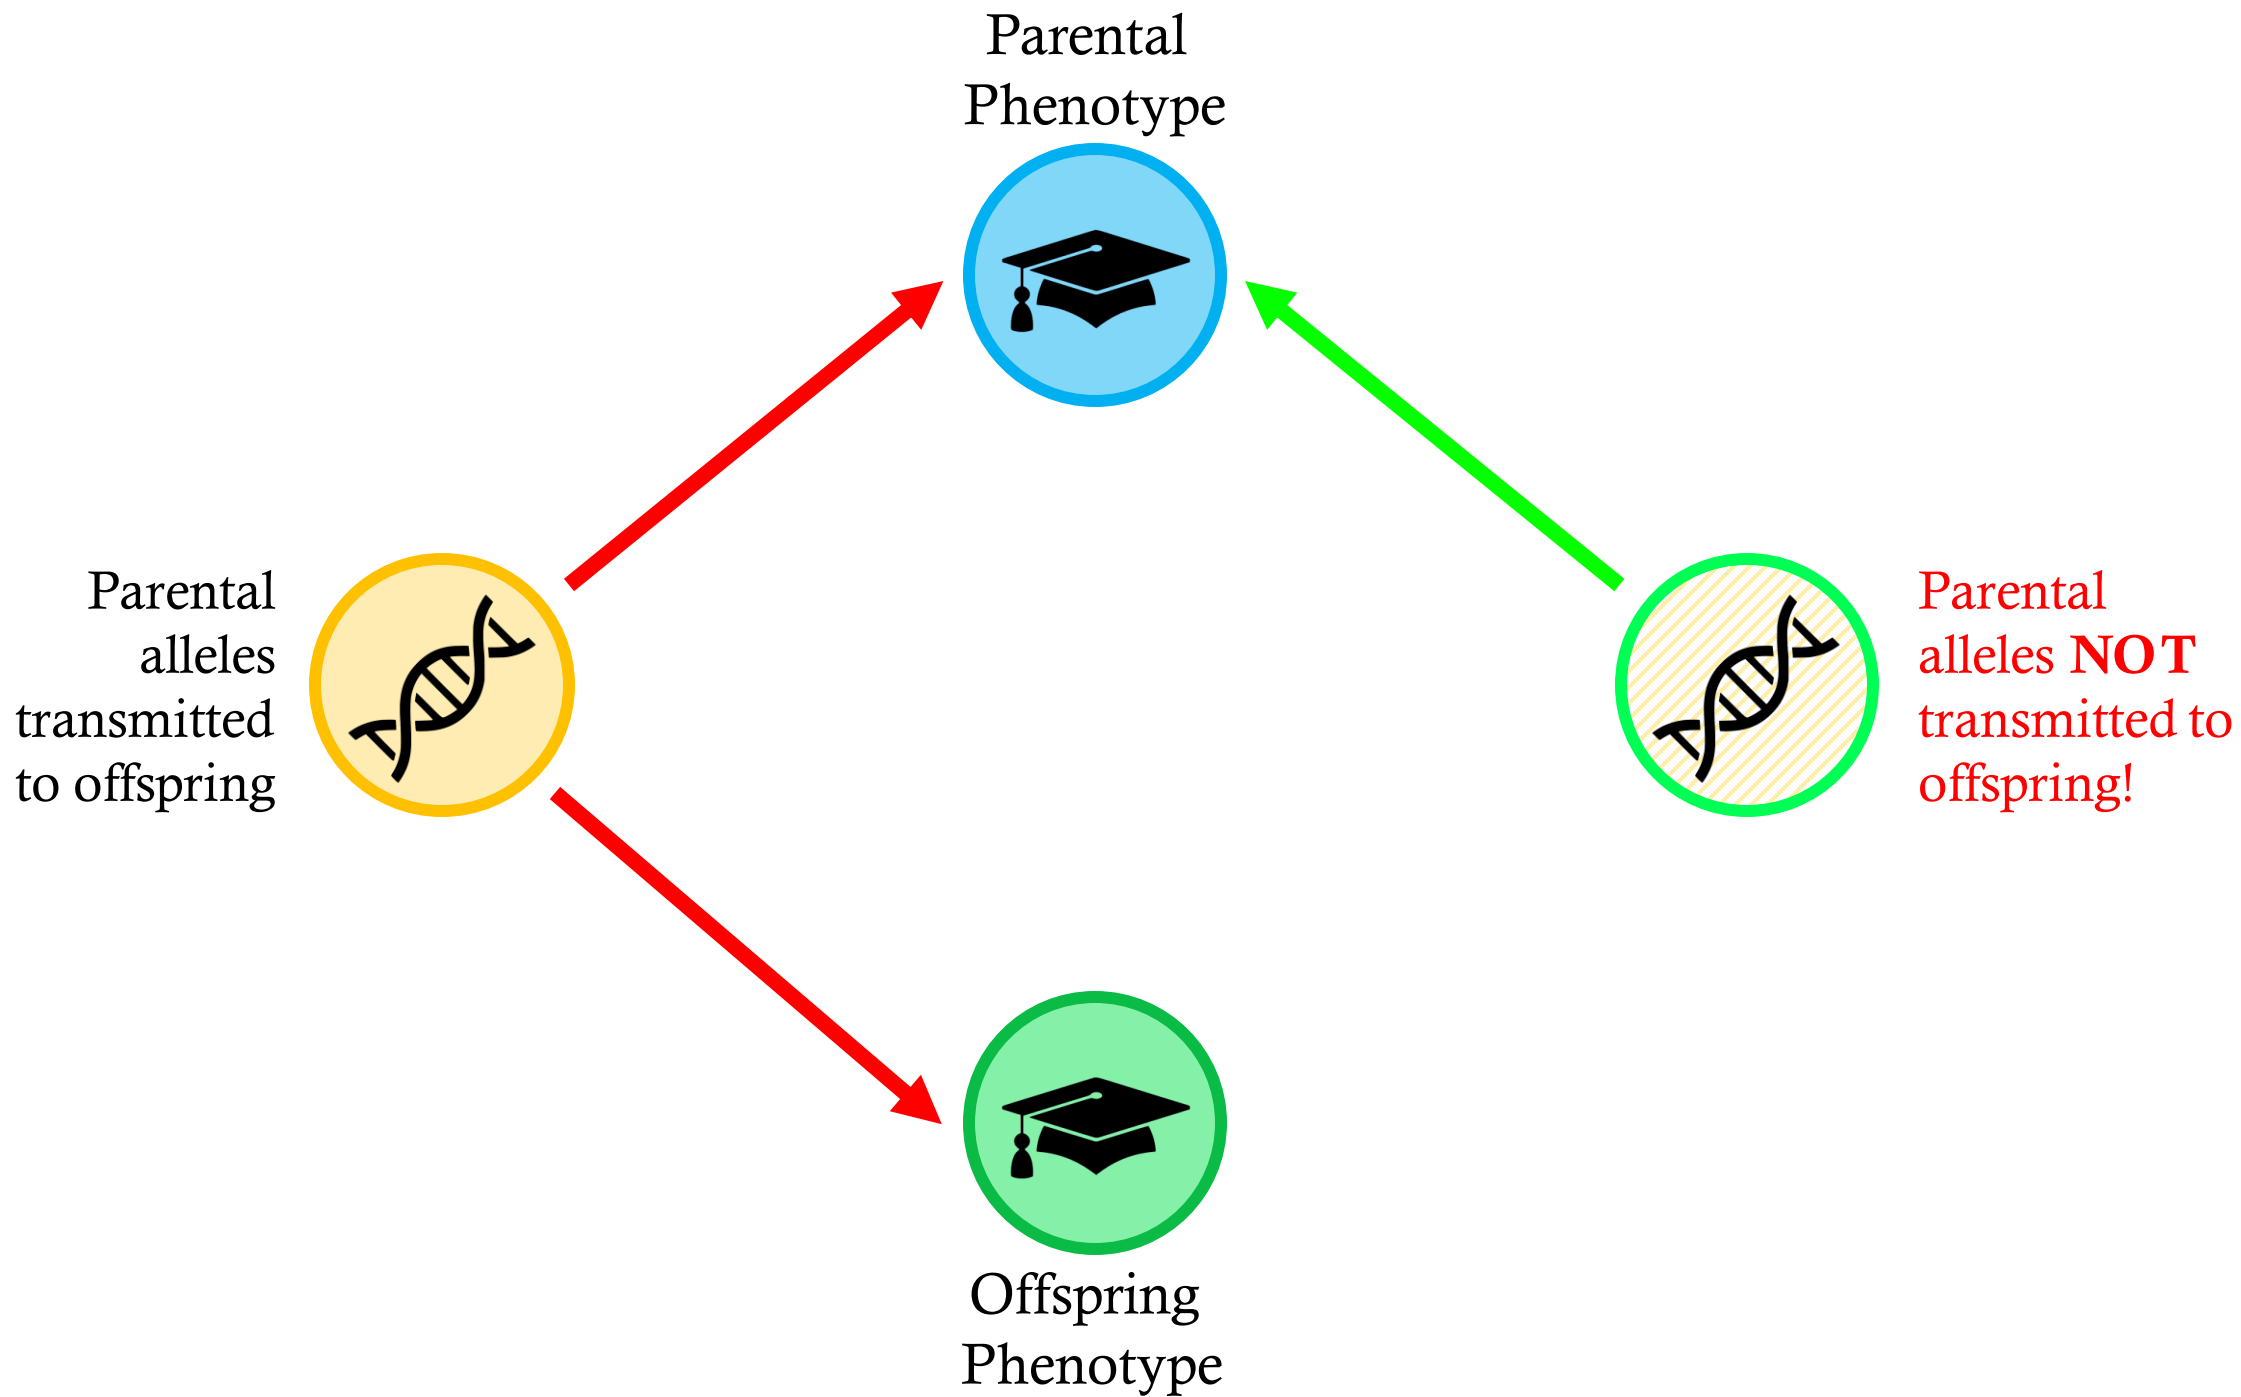 Parental
Phenotype
Parental
alleles
transmitted
to offspring
Parental
alleles NOT
transmitted to
offspring!
Offspring
Phenotype